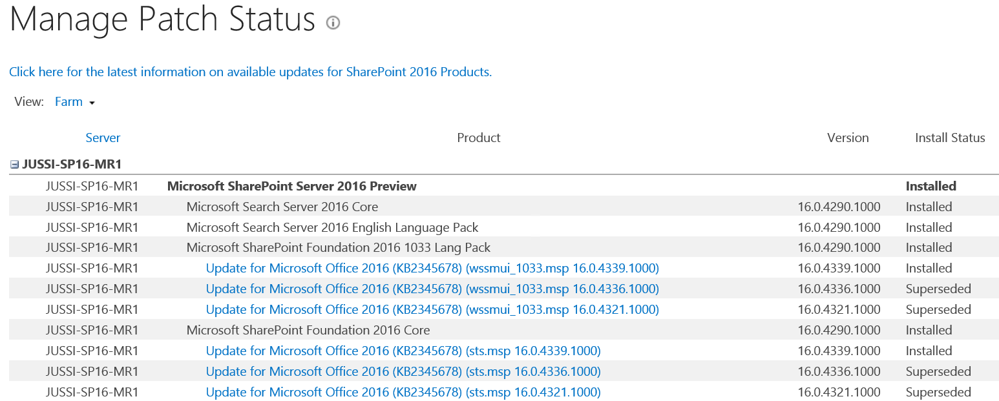 Manage Patch Status
Click here for the latest information on available updates for SharePoint 2016 Products.
View: Farm
Server Product Version Install Status
JUSSI-SP16-MR1
JUSSI-SP16-MR1 Microsoft SharePoint Server 2016 Preview Installed
JUSSI-SP16-MR1 Microsoft Search Server 2016 Core 16.0.4290.1000 Installed
JUSSI-SP16-MR1 Microsoft Search Server 2016 English Language Pack 16.0.4290.1000 Installed
JUSSI-SP16-MR1 Microsoft SharePoint Foundation 2016 1033 Lang Pack 16.0.4290.1000 Installed
JUSSI-SP16-MR1 Update for Microsoft Office 2016 (KB2345678) (wssmui_1033.msp 16.0.4339.1000) 16.0.4339.1000 Installed
JUSSI-SP16-MR1 Update for Microsoft Office 2016 (KB2345678) (wssmui_1033.msp 16.0.4336.1000) 16.0.4336.1000 Superseded
JUSSI-SP16-MR1 Update for Microsoft Office 2016 (KB2345678) (wssmui_1033.msp 16.0.4321.1000) 16.0.4321.1000 Superseded
JUSSI-SP16-MR1 Microsoft SharePoint Foundation 2016 Core 16.0.4290.1000 Installed
JUSSI-SP16-MR1 Update for Microsoft Office 2016 (KB2345678) (sts.msp 16.0.4339.1000) 16.0.4339.1000 Installed
JUSSI-SP16-MR1 Update for Microsoft Office 2016 (KB2345678) (sts.msp 16.0.4336.1000) 16.0.4336.1000 Superseded
JUSSI-SP16-MR1 Update for Microsoft Office 2016 (KB2345678) (sts.msp 16.0.4321.1000) 16.0.4321.1000 Superseded